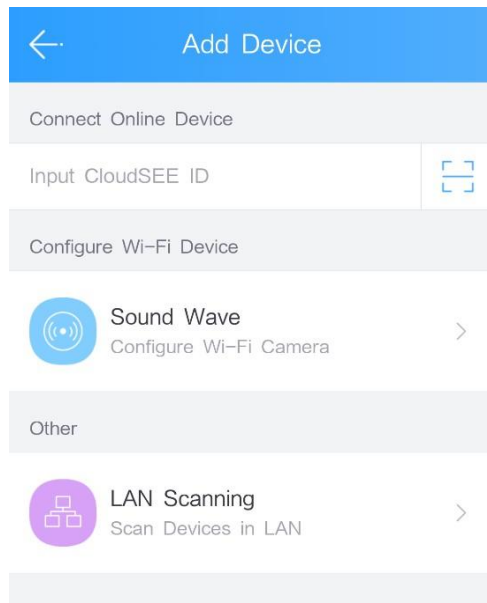 Add Device
Connect Online Device
Input CloudSEE ID
Configure Wi-Fi Device
Sound Wave
Configure Wi-Fi Camera
Other
LAN Scanning
Scan Devices in LAN